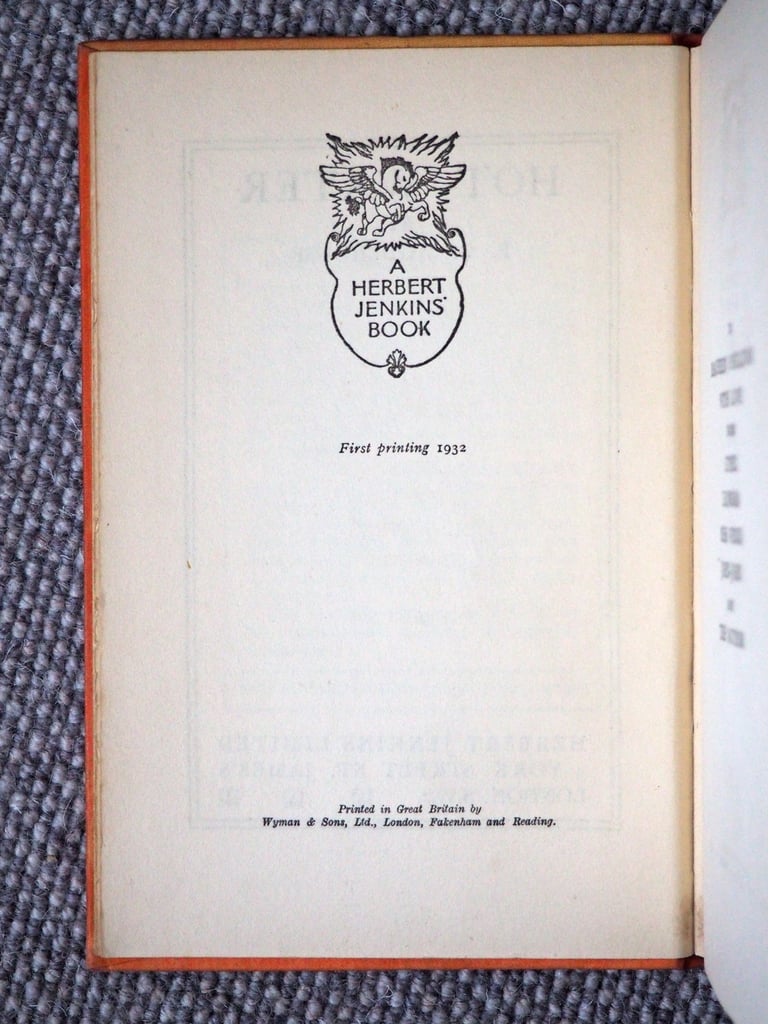 A
HERBERT
JENKINS'
BOOK
First printing 1932
Printed in Great Britain by
Wyman & Sons, Ltd., London, Fakenham and Reading.